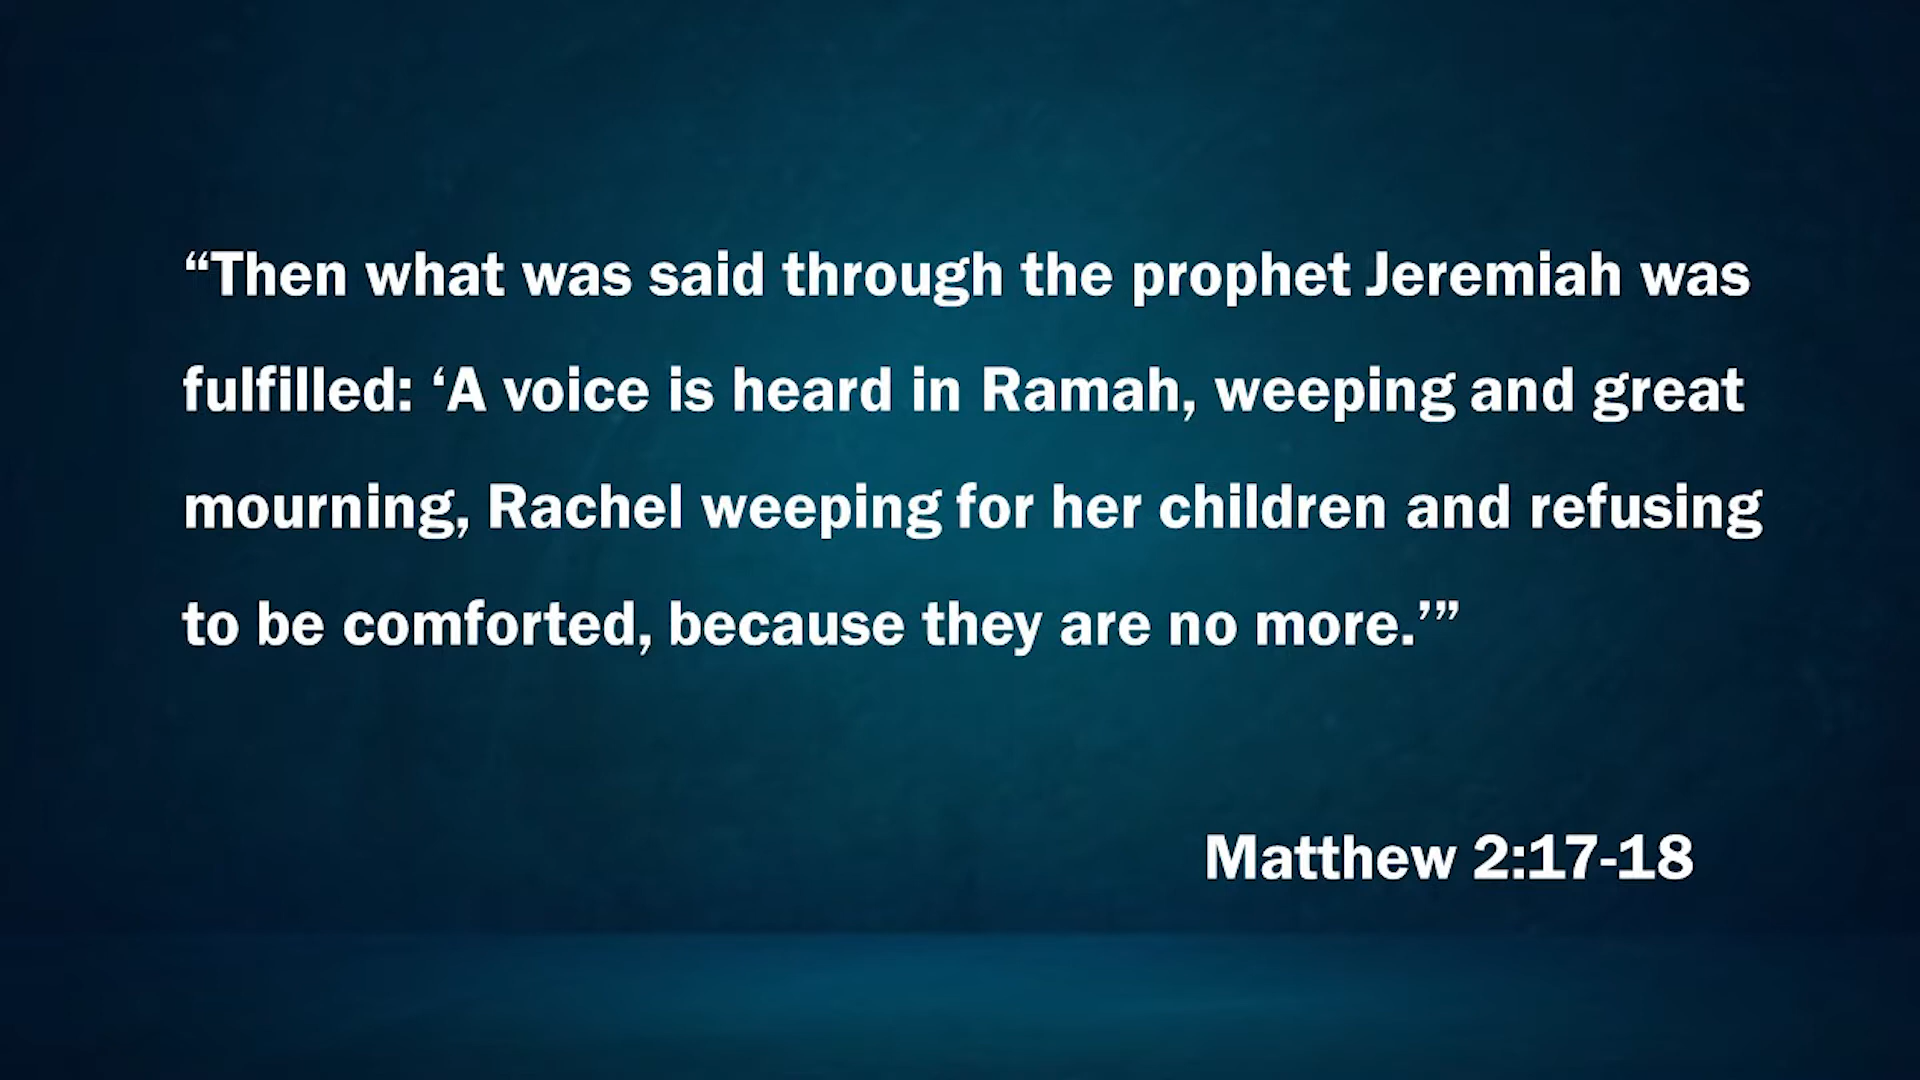 “Then what was said through the prophet Jeremiah was
fulfilled: ‘A voice is heard in Ramah, weeping and great
mourning, Rachel weeping for her children and refusing
to be comforted, because they are no more.’”
Matthew 2:17-18